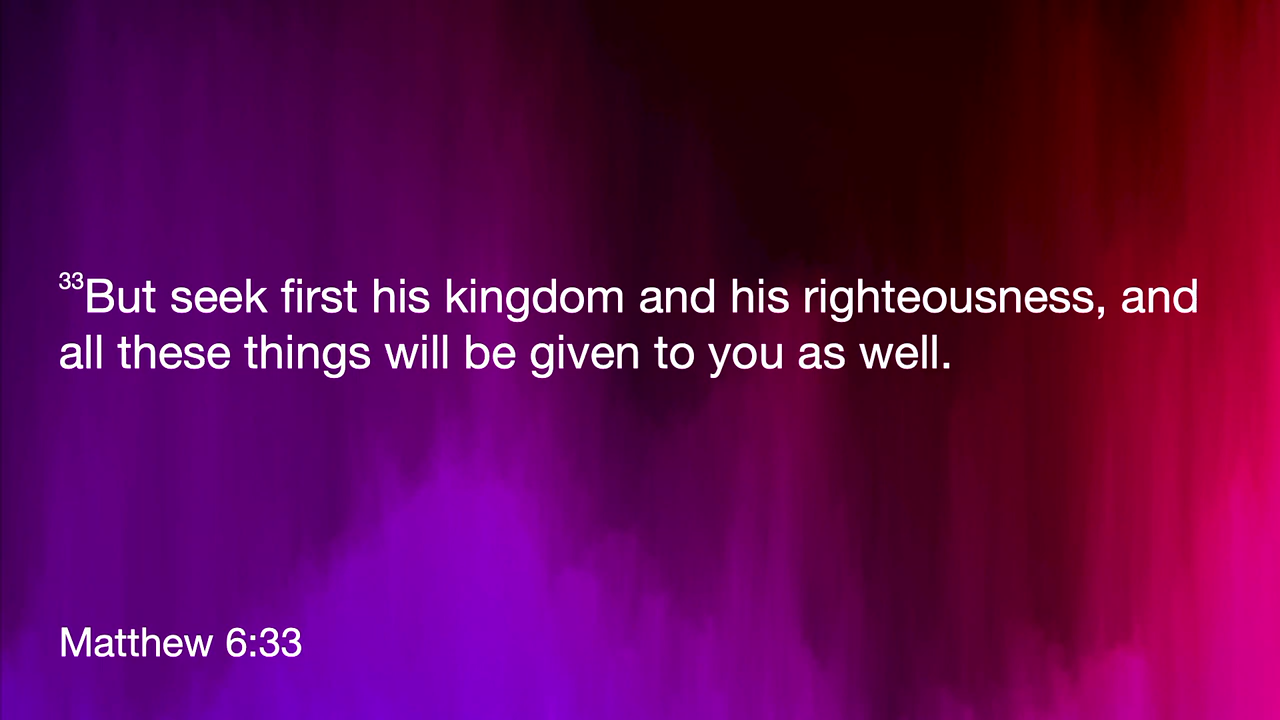 33But seek first his kingdom and his righteousness, and
all these things will be given to you as well.
Matthew 6:33